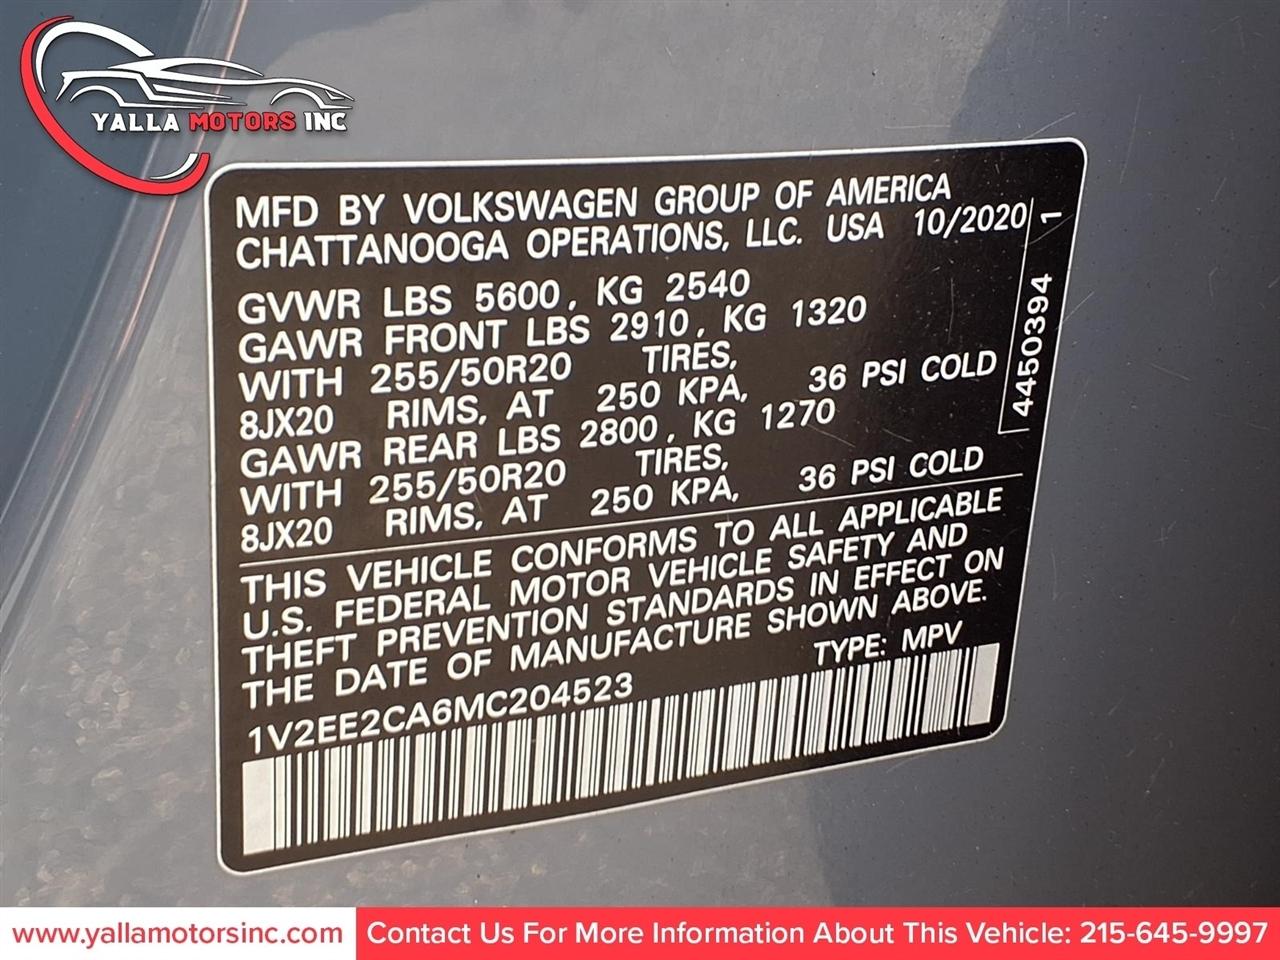 YALLA MOTORS INC
MFD BY VOLKSWAGEN GROUP OF AMERICA
CHATTANOOGA OPERATIONS, LLC. USA 10/2020
GVWR LBS 5600, KG 2540
GAWR FRONT LBS 2910, KG 1320
WITH 255/50R20 TIRES,
8JX20 RIMS, AT 250 KPA, 36 PSI COLD
GAWR REAR LBS 2800, KG 1270
WITH 255/50R20 TIRES,
8JX20 RIMS, AT 250 KPA, 36 PSI COLD
4450394 1
THIS VEHICLE CONFORMS TO ALL APPLICABLE
U.S. FEDERAL MOTOR VEHICLE SAFETY AND
THEFT PREVENTION STANDARDS IN EFFECT ON
THE DATE OF MANUFACTURE SHOWN ABOVE.
1V2EE2CA6MC204523 TYPE: MPV
www.yallamotorsinc.com Contact Us For More Information About This Vehicle: 215-645-9997